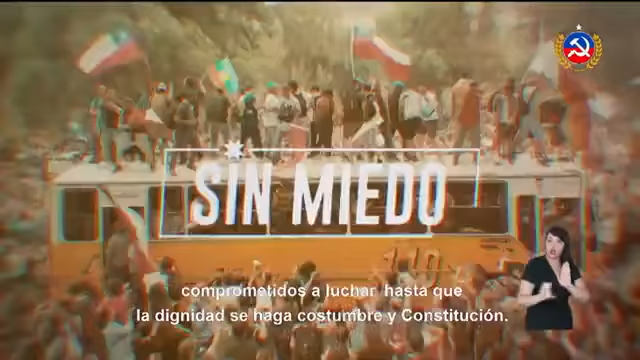 SIN MIEDO
comprometidos a luchar hasta que
la dignidad se haga costumbre y Constitución.